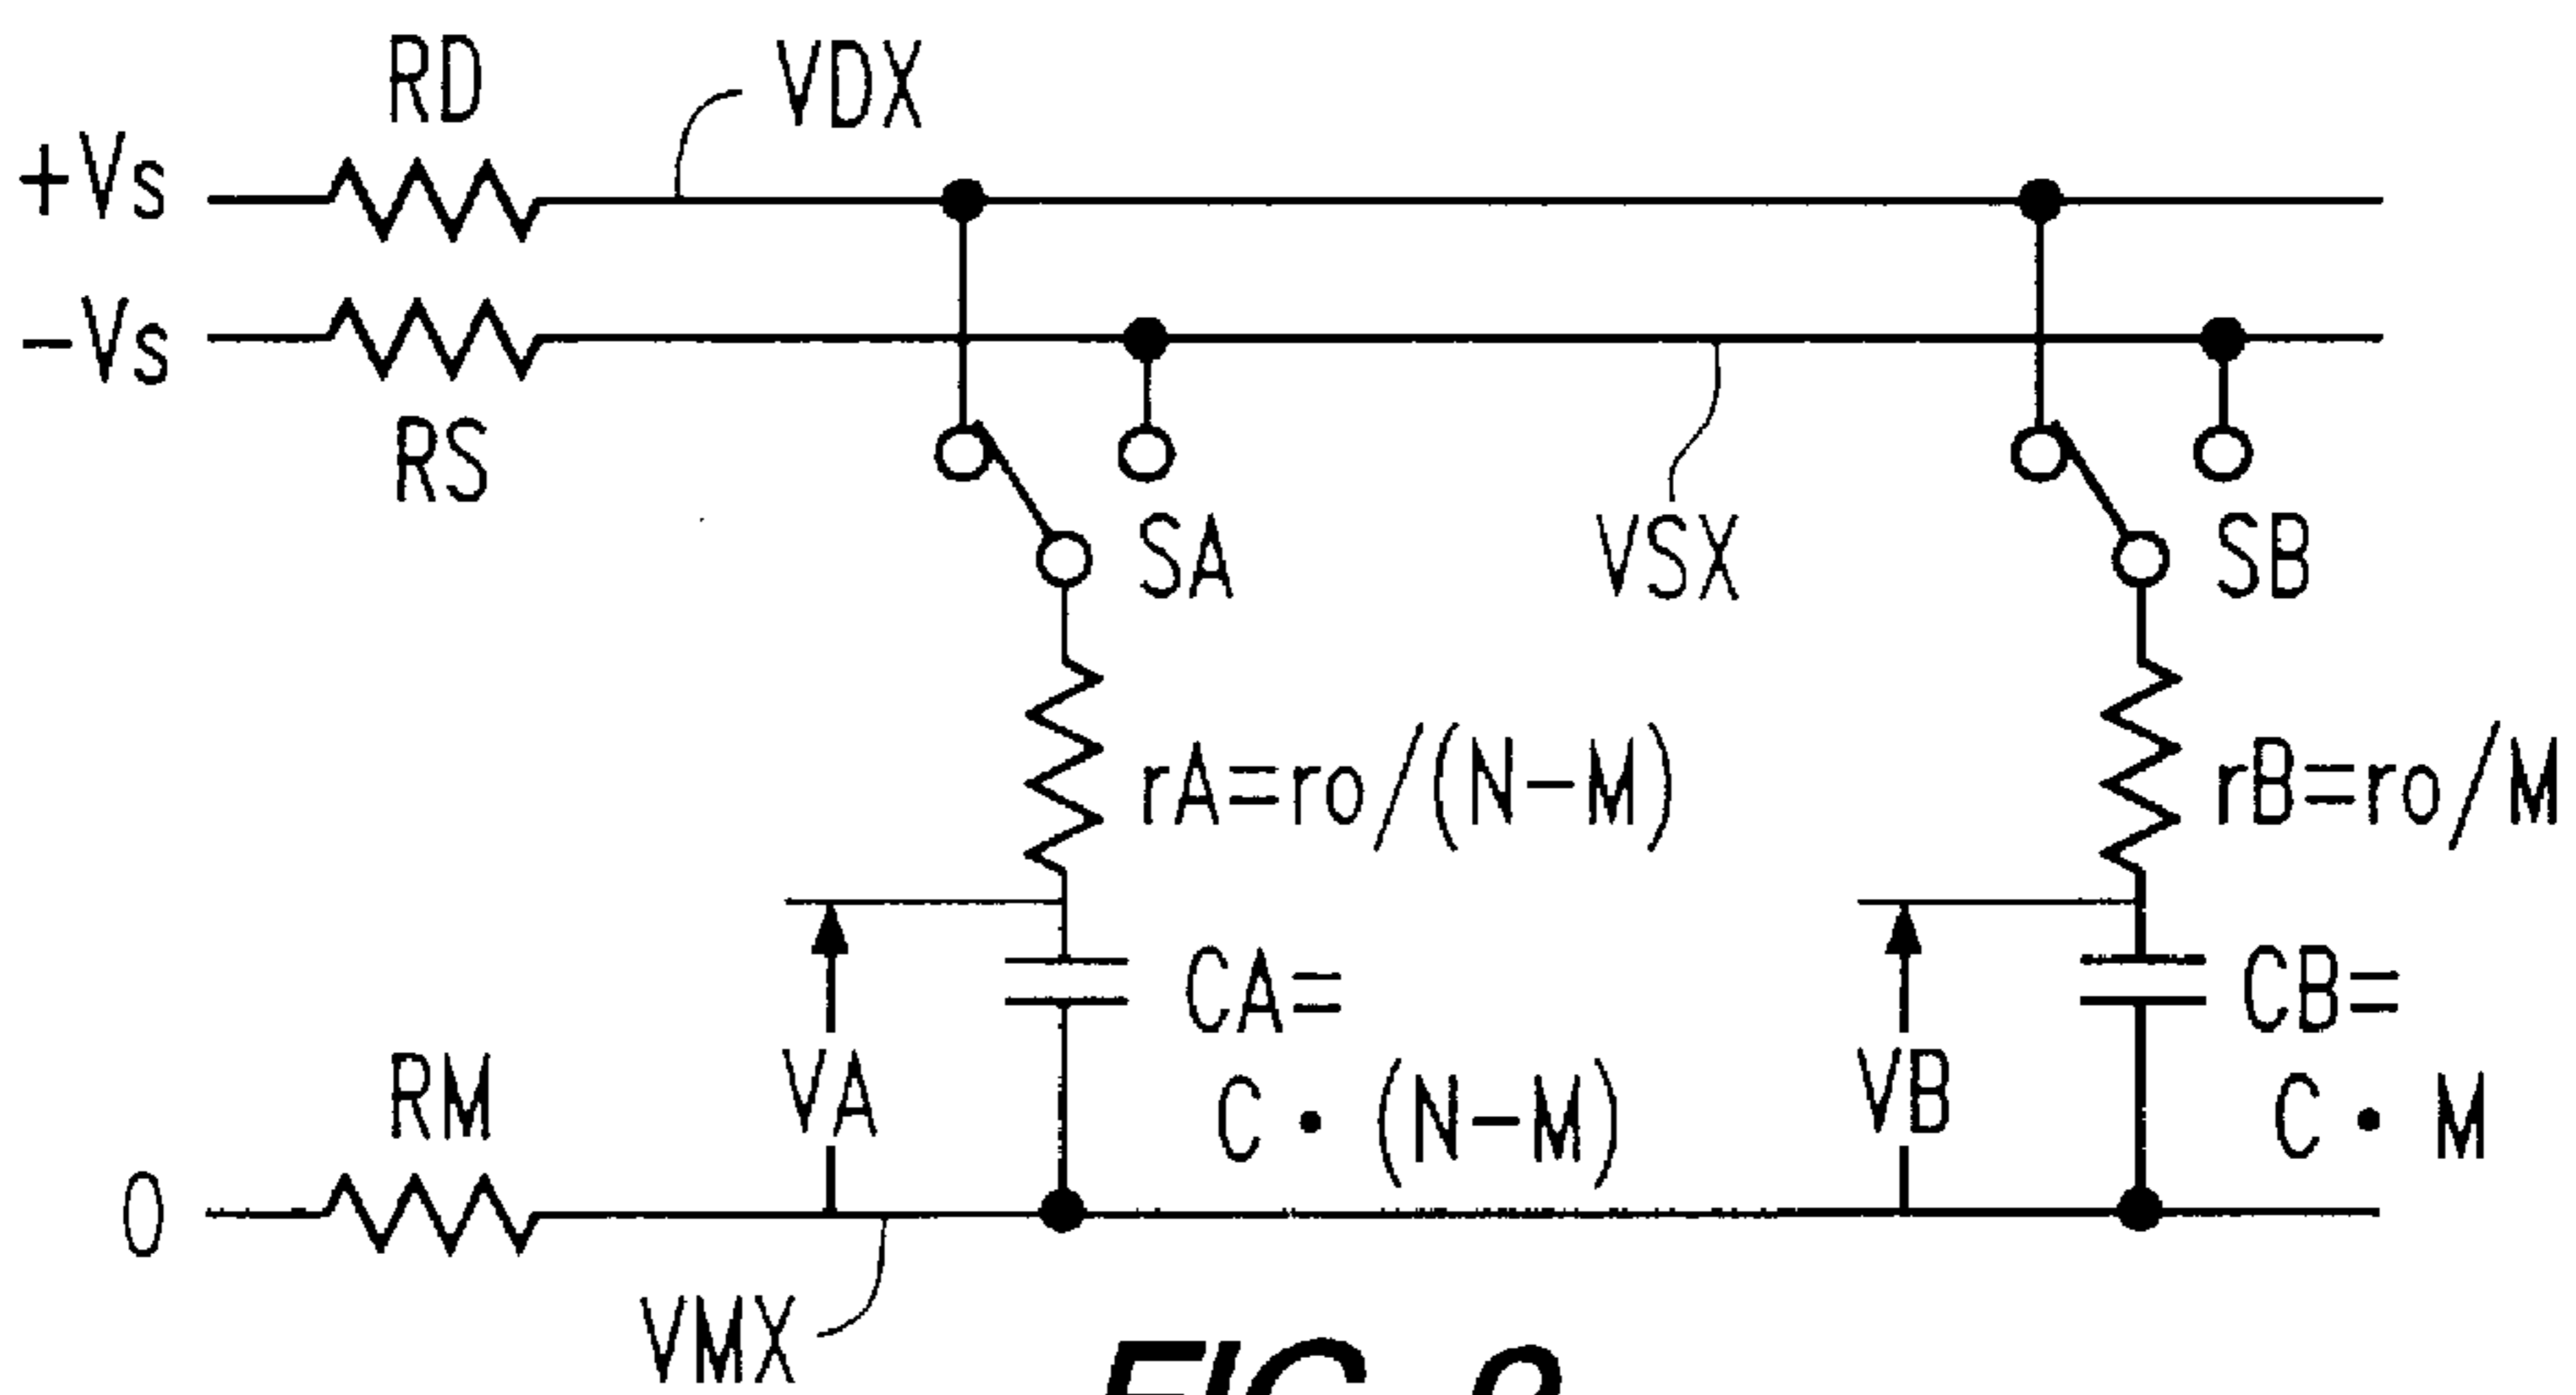 RD
VDX
+Vs
-Vs
RS
SA
VSX
SB
rA=ro/(N-M)
rB=ro/M
CA=
C • (N-M)
CB=
C • M
VA
VB
RM
0
VMX